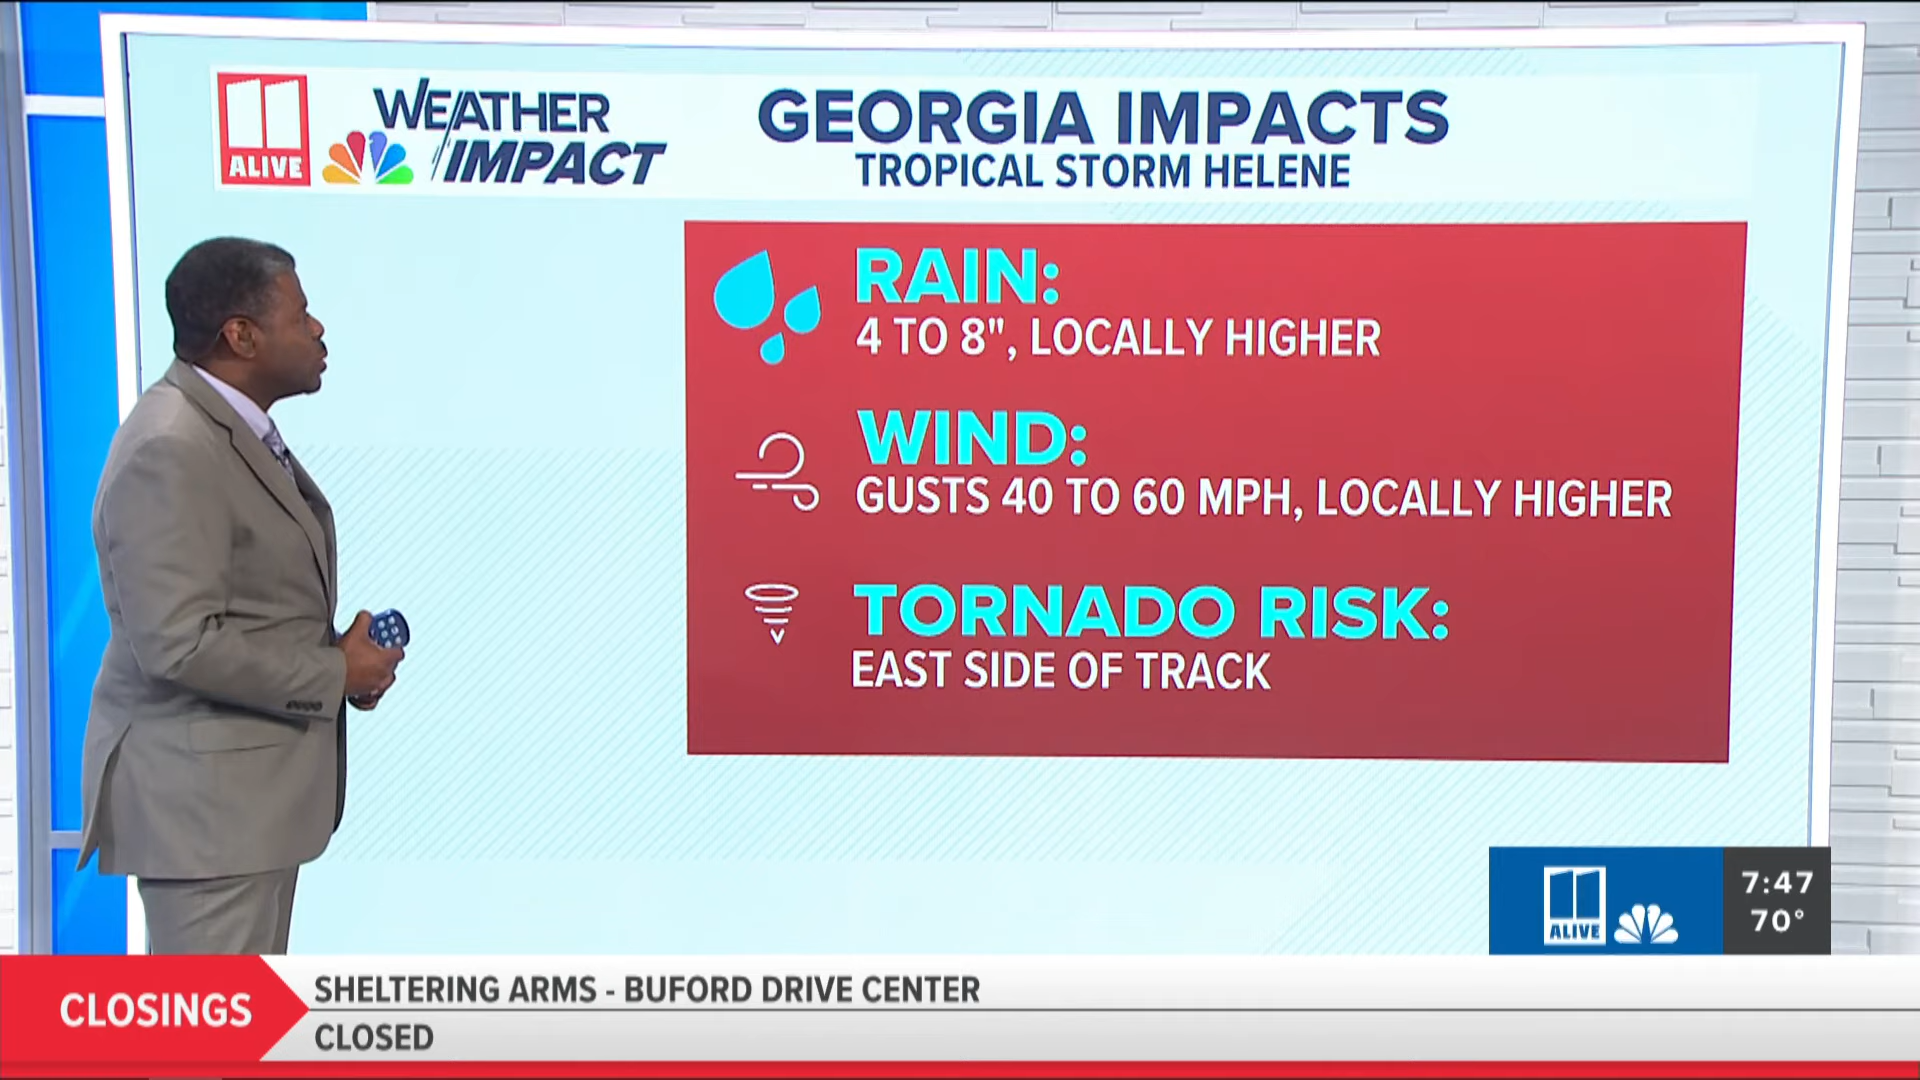 11
ALIVE
WEATHER
IMPACT
GEORGIA IMPACTS
TROPICAL STORM HELENE
RAIN:
4 TO 8", LOCALLY HIGHER
WIND:
GUSTS 40 TO 60 MPH, LOCALLY HIGHER
TORNADO RISK:
EAST SIDE OF TRACK
11
ALIVE
7:47
70°
CLOSINGS
SHELTERING ARMS - BUFORD DRIVE CENTER
CLOSED